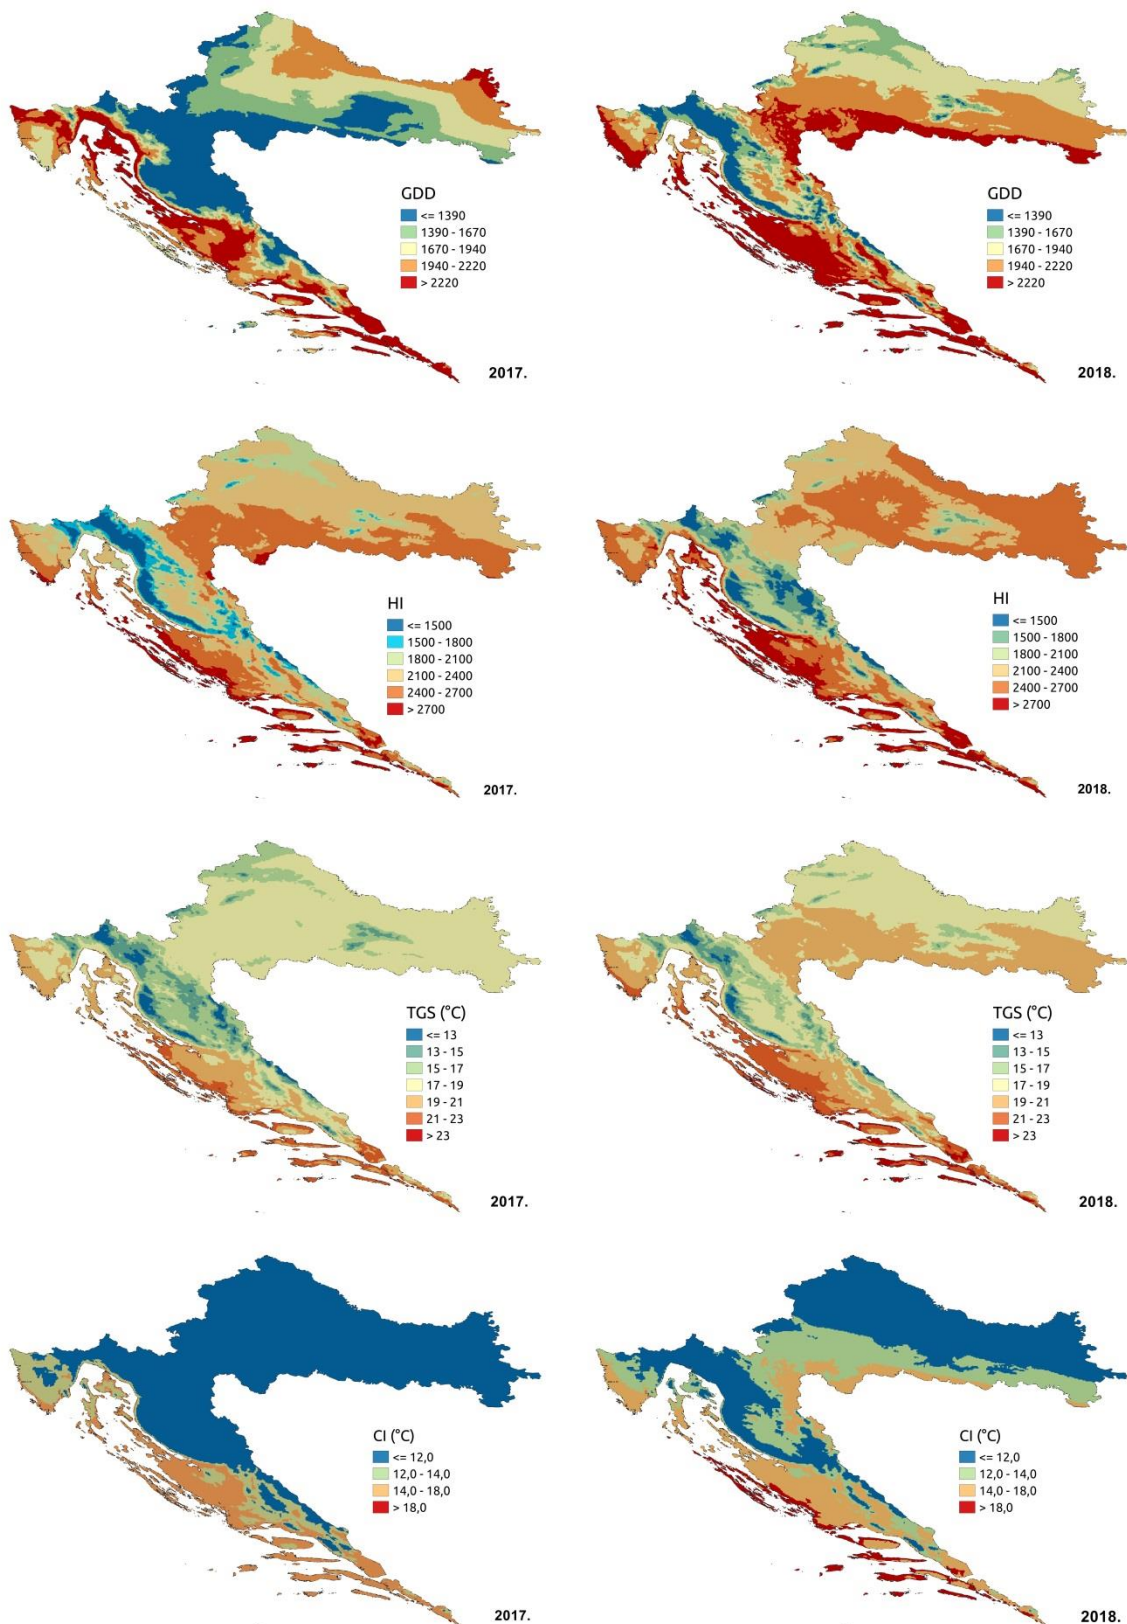 GDD
<= 1390
1390 - 1670
1670 - 1940
1940 - 2220
> 2220
2017.
GDD
<= 1390
1390 - 1670
1670 - 1940
1940 - 2220
> 2220
2018.
HI
<= 1500
1500 - 1800
1800 - 2100
2100 - 2400
2400 - 2700
> 2700
2017.
HI
<= 1500
1500 - 1800
1800 - 2100
2100 - 2400
2400 - 2700
> 2700
2018.
TGS (°C)
<= 13
13 - 15
15 - 17
17 - 19
19 - 21
21 - 23
> 23
2017.
TGS (°C)
<= 13
13 - 15
15 - 17
17 - 19
19 - 21
21 - 23
> 23
2018.
CI (°C)
<= 12,0
12,0 - 14,0
14,0 - 18,0
> 18,0
2017.
CI (°C)
<= 12,0
12,0 - 14,0
14,0 - 18,0
> 18,0
2018.